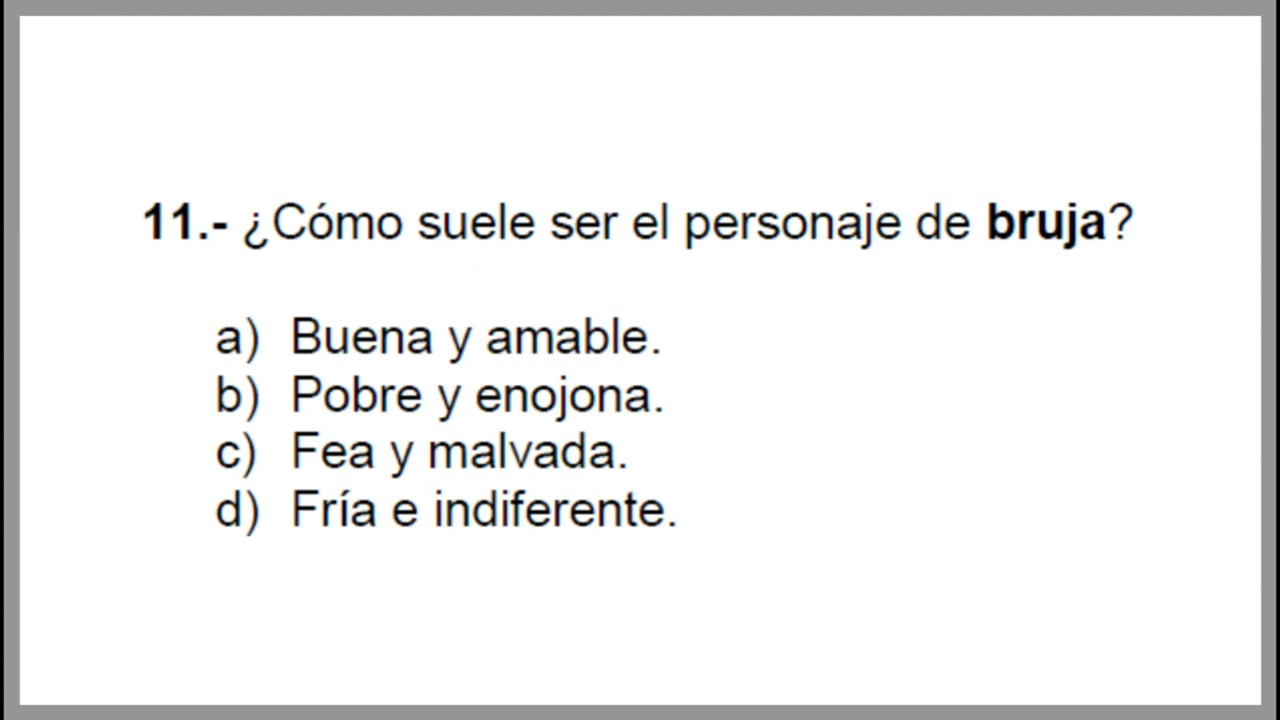 11.- ¿Cómo suele ser el personaje de bruja?
a) Buena y amable.
b) Pobre y enojona.
c) Fea y malvada.
d) Fría e indiferente.